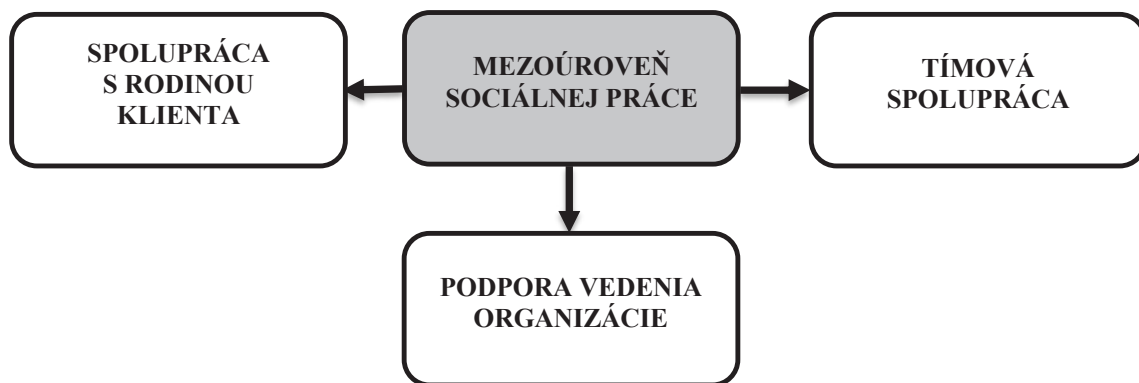 SPOLUPRÁCA
S RODINOU
KLIENTA
MEZOÚROVEŇ
SOCIÁLNEJ PRÁCE
TÍMOVÁ
SPOLUPRÁCA
PODPORA VEDENIA
ORGANIZÁCIE